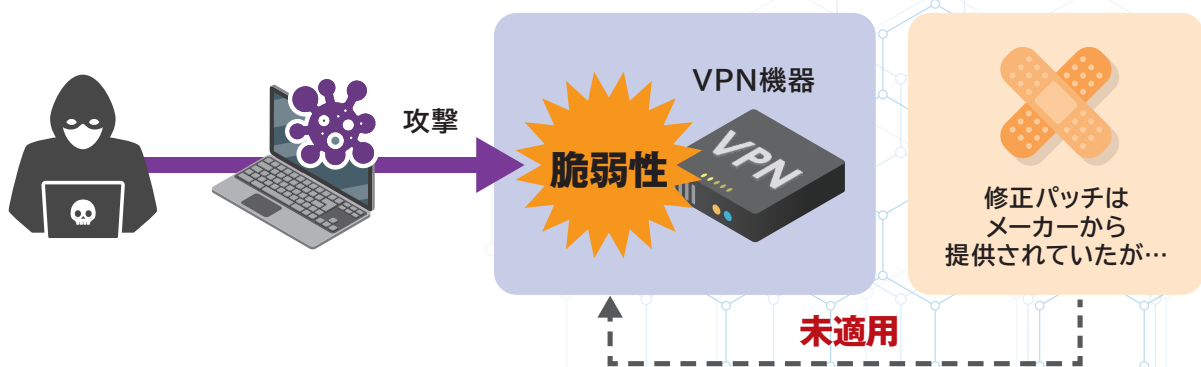 攻撃
VPN機器
脆弱性
VPN
修正パッチは
メーカーから
提供されていたが…
未適用